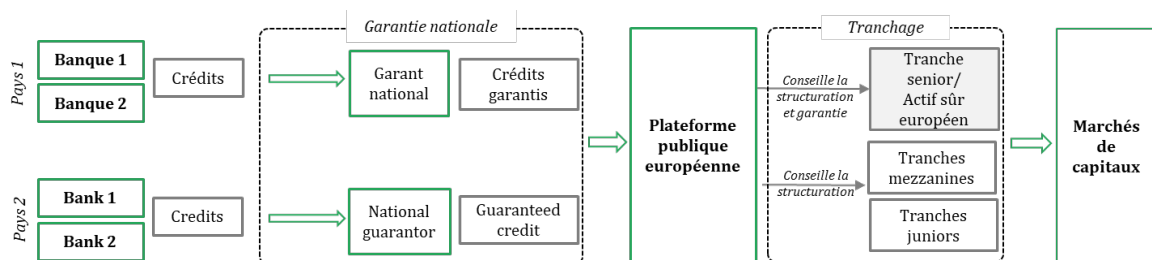 Garantie nationale
Tranchage
Pays 1
Banque 1
Banque 2
Crédits
Garant
national
Crédits
garantis
Plateforme
publique
européenne
Conseille la
structuration
et garantie
Tranche
senior/
Actif sûr
européen
Marchés
de
capitaux
Pays 2
Bank 1
Bank 2
Credits
National
guarantor
Guaranteed
credit
Conseille la
structuration
Tranches
mezzanines
Tranches
juniors